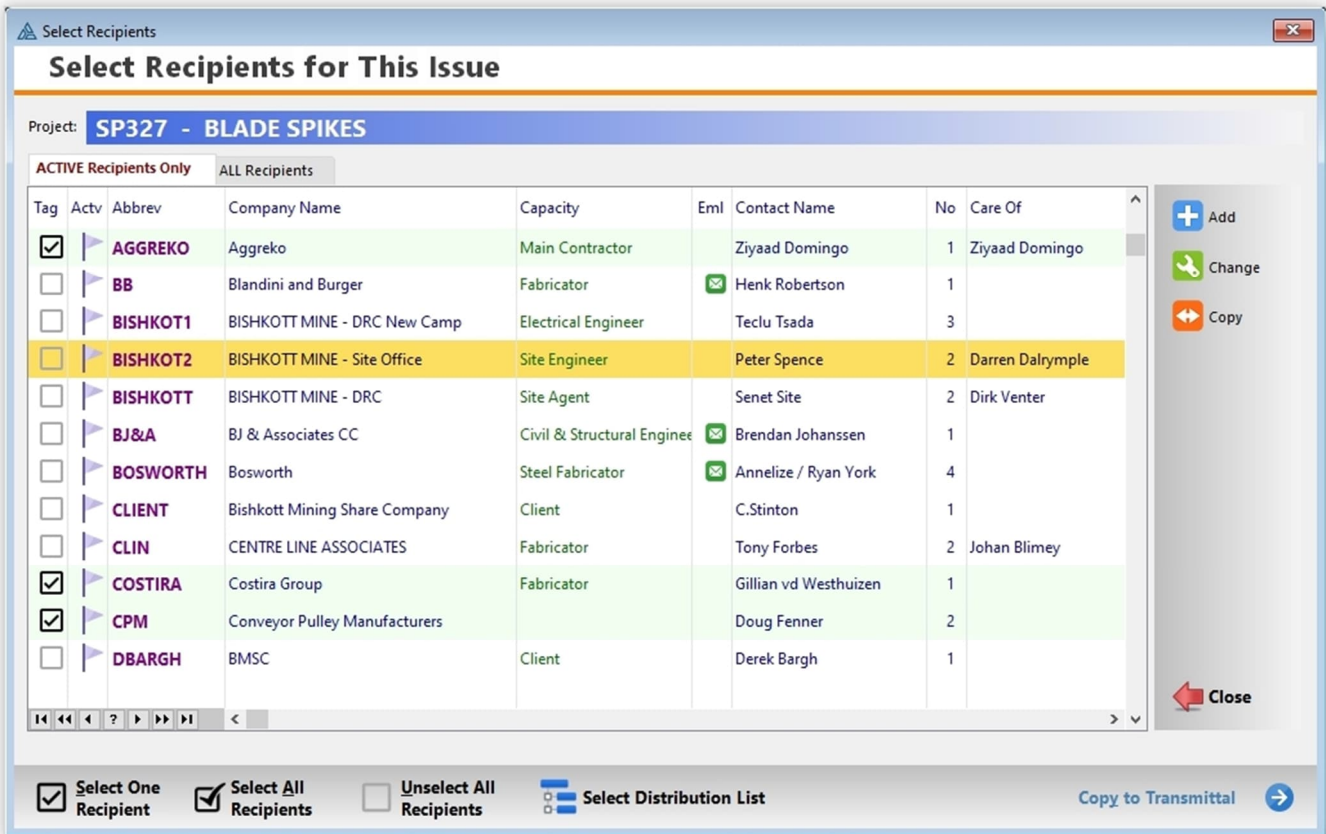 Select Recipients
Select Recipients for This Issue
Project: SP327 - BLADE SPIKES
ACTIVE Recipients Only ALL Recipients
Tag Actv Abbrev Company Name Capacity Eml Contact Name No Care Of
AGGREKO Aggreko Main Contractor Ziyaad Domingo 1 Ziyaad Domingo
BB Blandini and Burger Fabricator Henk Robertson 1
BISHKOT1 BISHKOTT MINE - DRC New Camp Electrical Engineer Teclu Tsada 3
BISHKOT2 BISHKOTT MINE - Site Office Site Engineer Peter Spence 2 Darren Dalrymple
BISHKOTT BISHKOTT MINE - DRC Site Agent Senet Site 2 Dirk Venter
BJ&A BJ & Associates CC Civil & Structural Enginee Brendan Johanssen 1
BOSWORTH Bosworth Steel Fabricator Annelize / Ryan York 4
CLIENT Bishkott Mining Share Company Client C.Stinton 1
CLIN CENTRE LINE ASSOCIATES Fabricator Tony Forbes 2 Johan Blimey
COSTIRA Costira Group Fabricator Gillian vd Westhuizen 1
CPM Conveyor Pulley Manufacturers Doug Fenner 2
DBARGH BMSC Client Derek Bargh 1
?
Add
Change
Copy
Close
Select One
Recipient
Select All
Recipients
Unselect All
Recipients
Select Distribution List
Copy to Transmittal